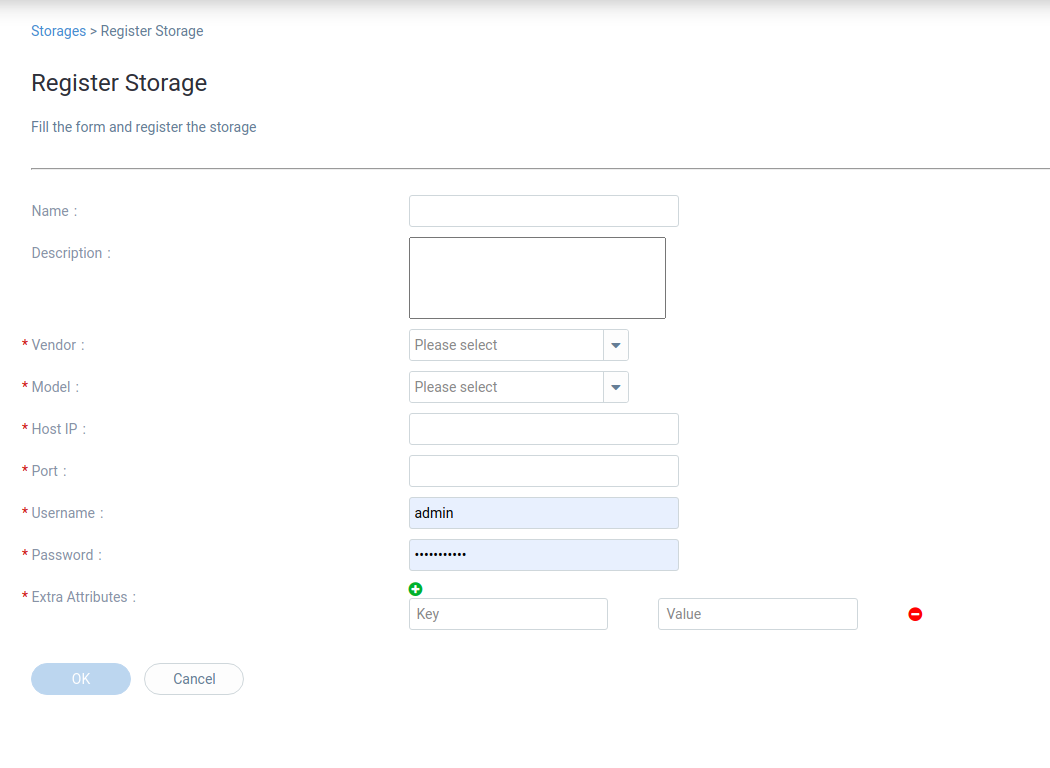 Storages > Register Storage
Register Storage
Fill the form and register the storage
Name :
Description :
* Vendor : Please select
* Model : Please select
* Host IP :
* Port :
* Username : admin
* Password : •••••••••••
* Extra Attributes :
Key Value
OK Cancel